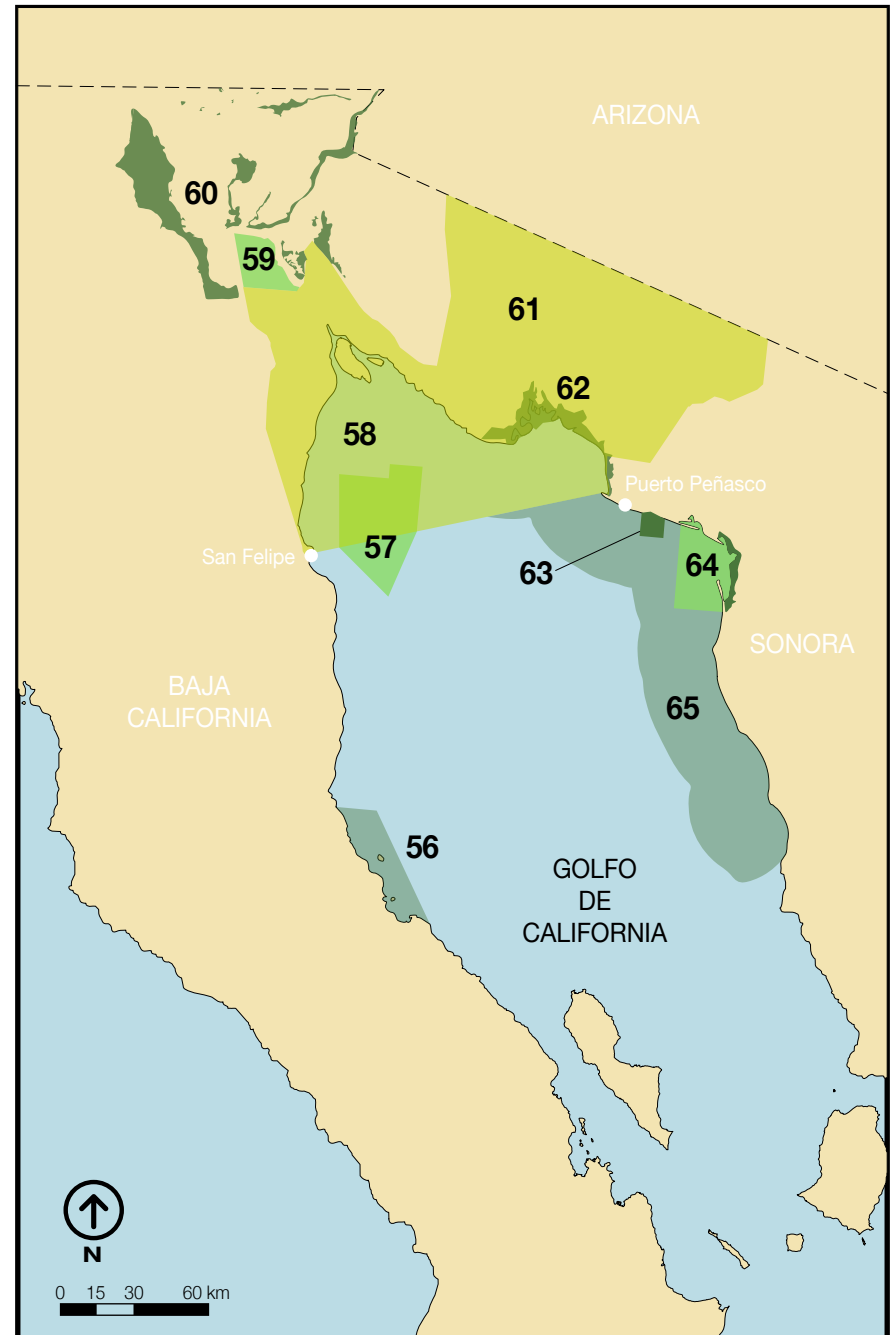 ARIZONA
60
59
61
62
58
Puerto Peñasco
57
San Felipe
63
64
SONORA
BAJA
CALIFORNIA
65
56
GOLFO
DE
CALIFORNIA
N
0 15 30 60 km